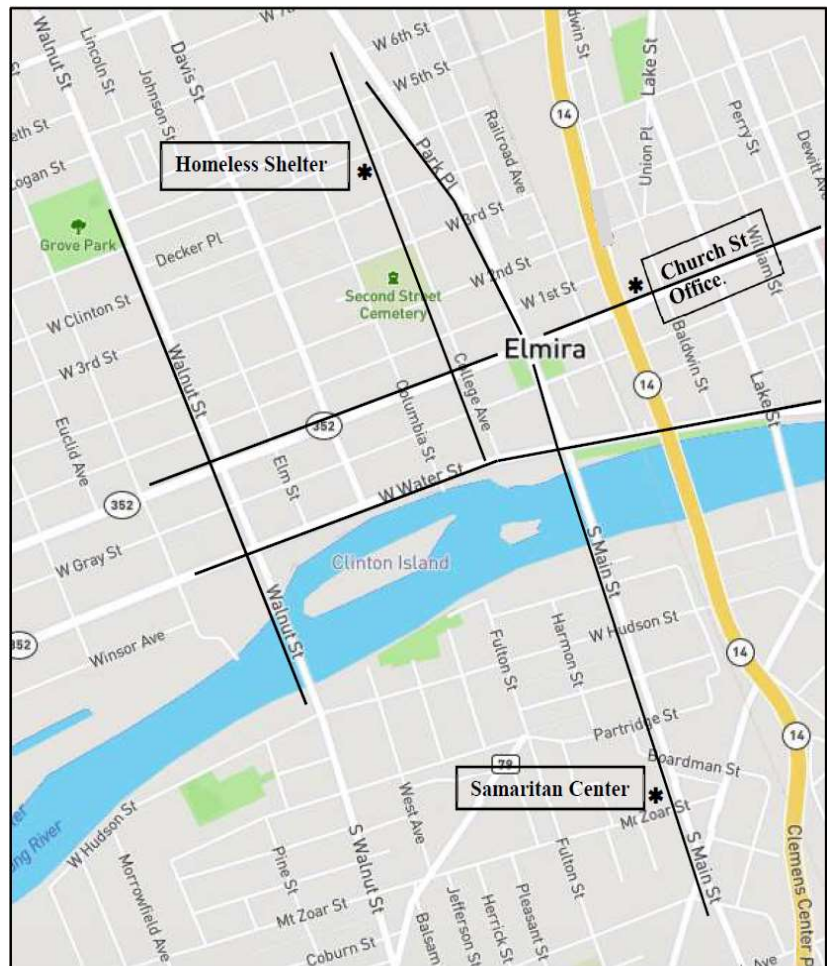 W 7th St
W 6th St
W 5th St
Baldwin St
Lake St
Walnut St
Lincoln St
Davis St
Johnson St
14
Railroad Ave
Union Pl
Perry St
Dewitt Ave
Logan St
Homeless Shelter
Park Pl
Grove Park
Decker Pl
W 3rd St
W 2nd St
W 1st St
Church St
Office.
William St
Second Street
Cemetery
W Clinton St
W 3rd St
Walnut St
Elmira
College Ave
Columbia St
Baldwin St
14
Lake St
352
Euclid Ave
Elm St
W Water St
352
W Gray St
Clinton Island
S Main St
352
Winsor Ave
Walnut St
Fulton St
Harmon St
W Hudson St
14
Partridge St
14
79
Boardman St
Samaritan Center
Mt Zoar St
W Hudson St
West Ave
S Walnut St
S Main St
Clemens Center P
Morrowfield Ave
Pine St
Fulton St
Mt Zoar St
Coburn St
Balsam
Jefferson St
Herrick St
Pleasant St
River